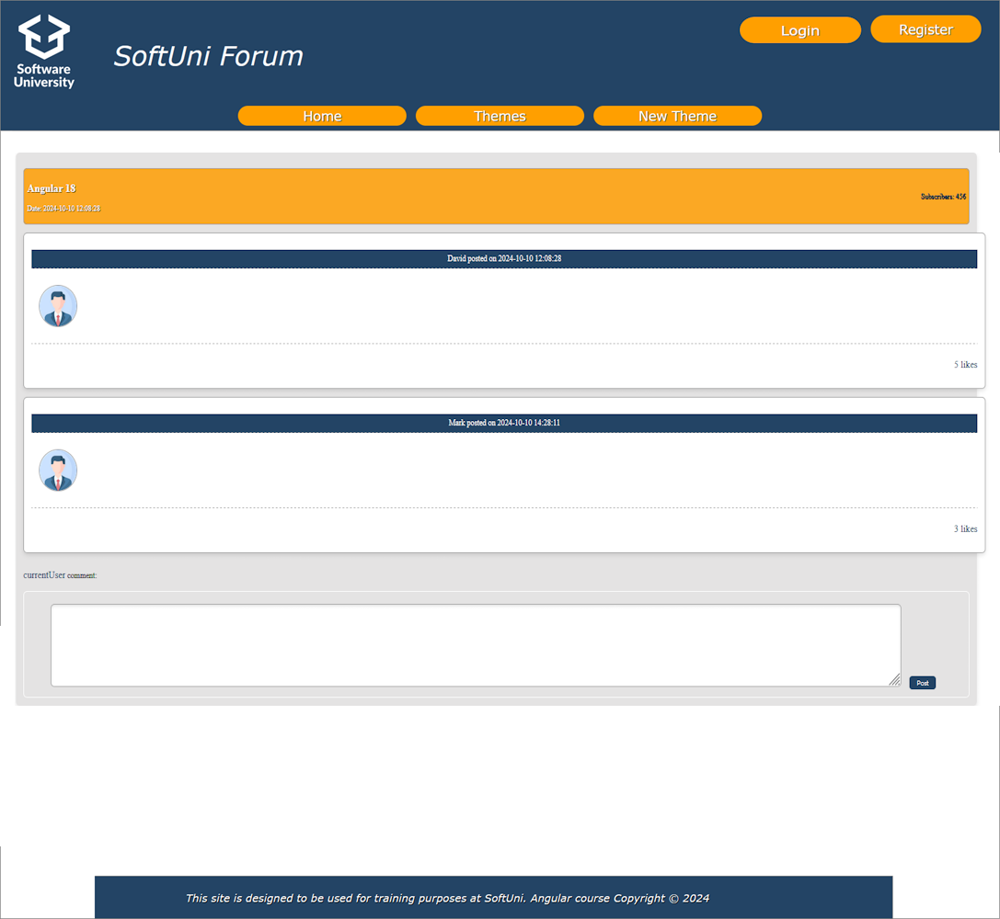 Software
University
SoftUni Forum
Login
Register
Home
Themes
New Theme
Angular 18
Date: 2024-10-10 12:08:28
Subscribers: 456
David posted on 2024-10-10 12:08:28
5 likes
Mark posted on 2024-10-10 14:28:11
3 likes
currentUser comment:
Post
This site is designed to be used for training purposes at SoftUni. Angular course Copyright © 2024